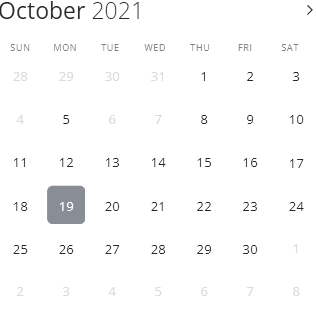 October 2021
SUN MON TUE WED THU FRI SAT
28 29 30 31 1 2 3
4 5 6 7 8 9 10
11 12 13 14 15 16 17
18 19 20 21 22 23 24
25 26 27 28 29 30 1
2 3 4 5 6 7 8